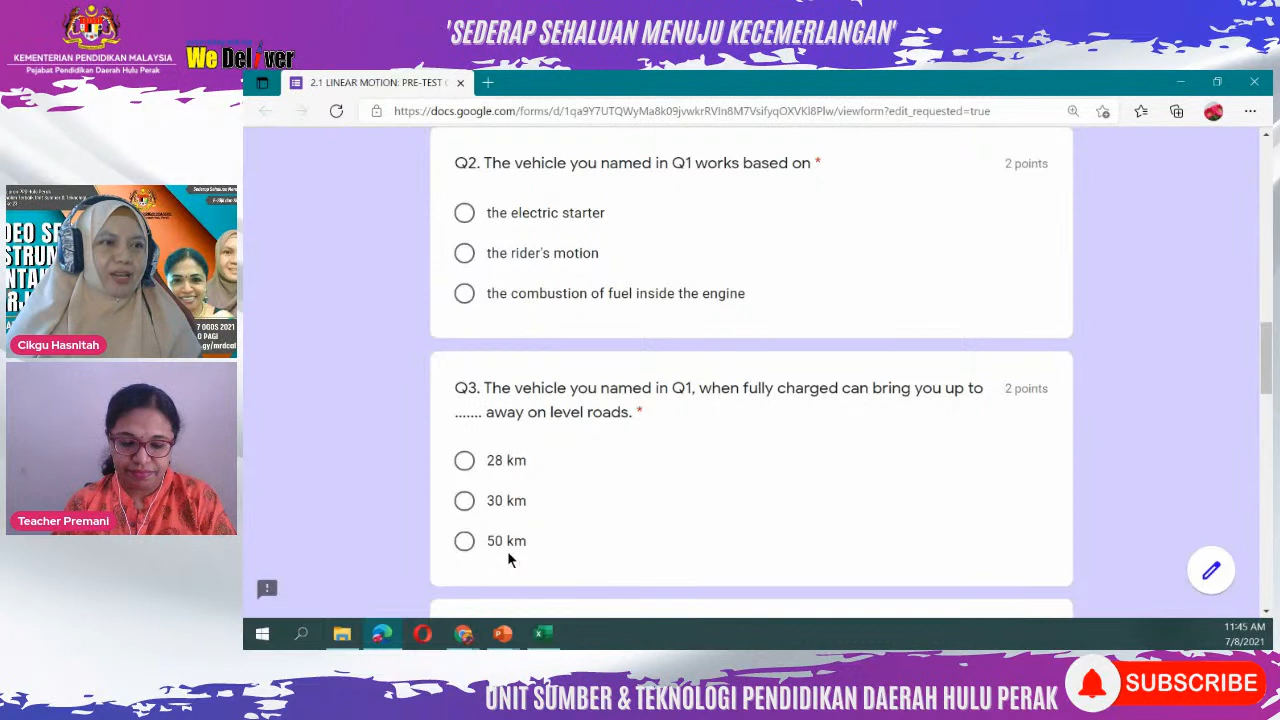 'SEDERAP SEHALUAN MENUJU KECEMERLANGAN'
KEMENTERIAN PENDIDIKAN MALAYSIA
Pejabat Pendidikan Daerah Hulu Perak
We Deliver
2.1 LINEAR MOTION: PRE-TEST
https://docs.google.com/forms/d/1qa9Y7UTQWyMa8k09jvwkrRVIn8M7VsifyqOXVKI8Plw/viewform?edit_requested=true
Q2. The vehicle you named in Q1 works based on *
2 points
the electric starter
the rider's motion
the combustion of fuel inside the engine
Q3. The vehicle you named in Q1, when fully charged can bring you up to
....... away on level roads. *
2 points
28 km
30 km
50 km
7 OGOS 2021
0 PAGI
Cikgu Hasnitah
Teacher Premani
11:45 AM
7/8/2021
UNIT SUMBER & TEKNOLOGI PENDIDIKAN DAERAH HULU PERAK
SUBSCRIBE